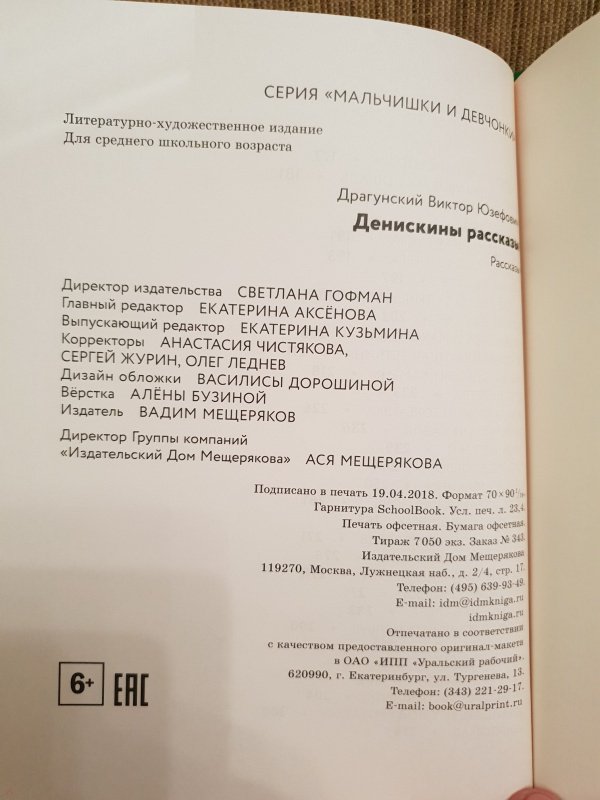 СЕРИЯ «МАЛЬЧИШКИ И ДЕВЧОНКИ»
Литературно-художественное издание
Для среднего школьного возраста
Драгунский Виктор Юзефович
Денискины рассказы
Рассказы
Директор издательства СВЕТЛАНА ГОФМАН
Главный редактор ЕКАТЕРИНА АКСЁНОВА
Выпускающий редактор ЕКАТЕРИНА КУЗЬМИНА
Корректоры АНАСТАСИЯ ЧИСТЯКОВА,
СЕРГЕЙ ЖУРИН, ОЛЕГ ЛЕДНЕВ
Дизайн обложки ВАСИЛИСЫ ДОРОШИНОЙ
Вёрстка АЛЁНЫ БУЗИНОЙ
Издатель ВАДИМ МЕЩЕРЯКОВ
Директор Группы компаний
«Издательский Дом Мещерякова» АСЯ МЕЩЕРЯКОВА
Подписано в печать 19.04.2018. Формат 70×90 1/16.
Гарнитура SchoolBook. Усл. печ. л. 23,4.
Печать офсетная. Бумага офсетная.
Тираж 7050 экз. Заказ № 343.
Издательский Дом Мещерякова
119270, Москва, Лужнецкая наб., д. 2/4, стр. 17.
Телефон: (495) 639-93-49.
E-mail: idm@idmkniga.ru
idmkniga.ru
Отпечатано в соответствии
с качеством предоставленного оригинал-макета
в ОАО «ИПП «Уральский рабочий».
620990, г. Екатеринбург, ул. Тургенева, 13.
Телефон: (343) 221-29-17.
E-mail: book@uralprint.ru
6+ EAC